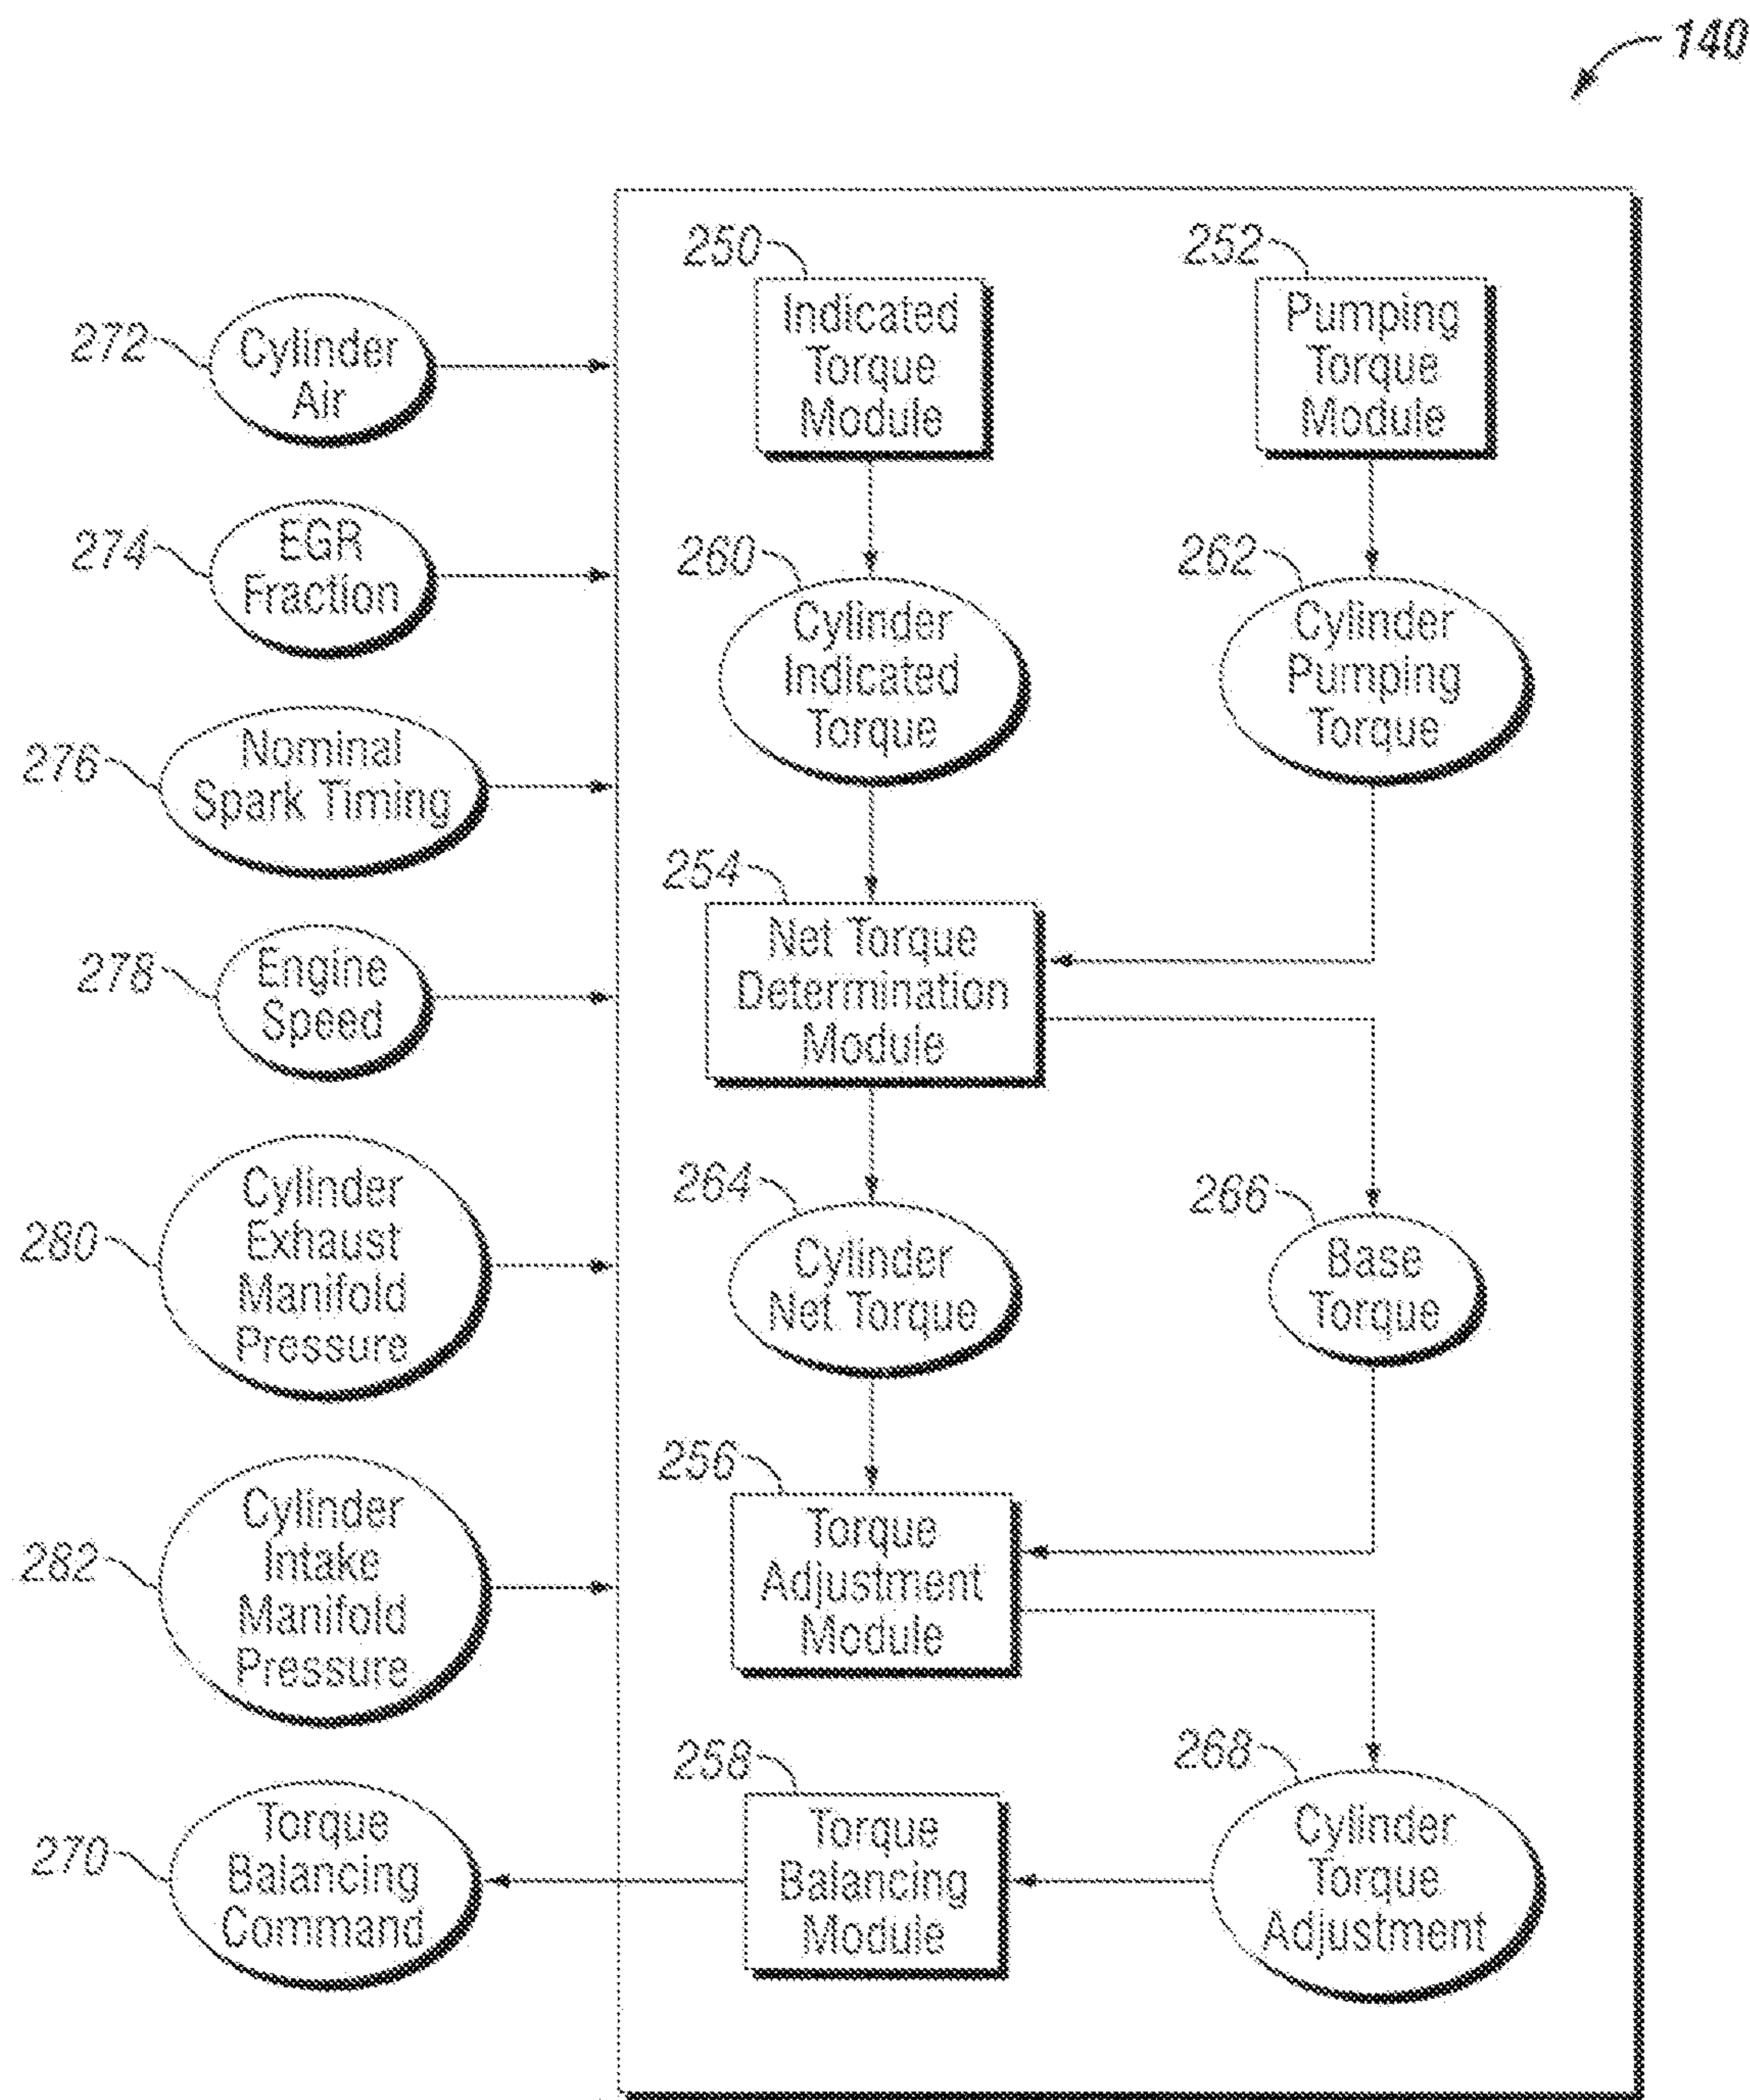 140
250
252
Indicated
Torque
Module
Pumping
Torque
Module
272
Cylinder
Air
274
EGR
Fraction
260
Cylinder
Indicated
Torque
262
Cylinder
Pumping
Torque
276
Nominal
Spark Timing
254
Net Torque
Determination
Module
278
Engine
Speed
280
Cylinder
Exhaust
Manifold
Pressure
264
Cylinder
Net Torque
266
Base
Torque
282
Cylinder
Intake
Manifold
Pressure
256
Torque
Adjustment
Module
270
Torque
Balancing
Command
258
Torque
Balancing
Module
268
Cylinder
Torque
Adjustment